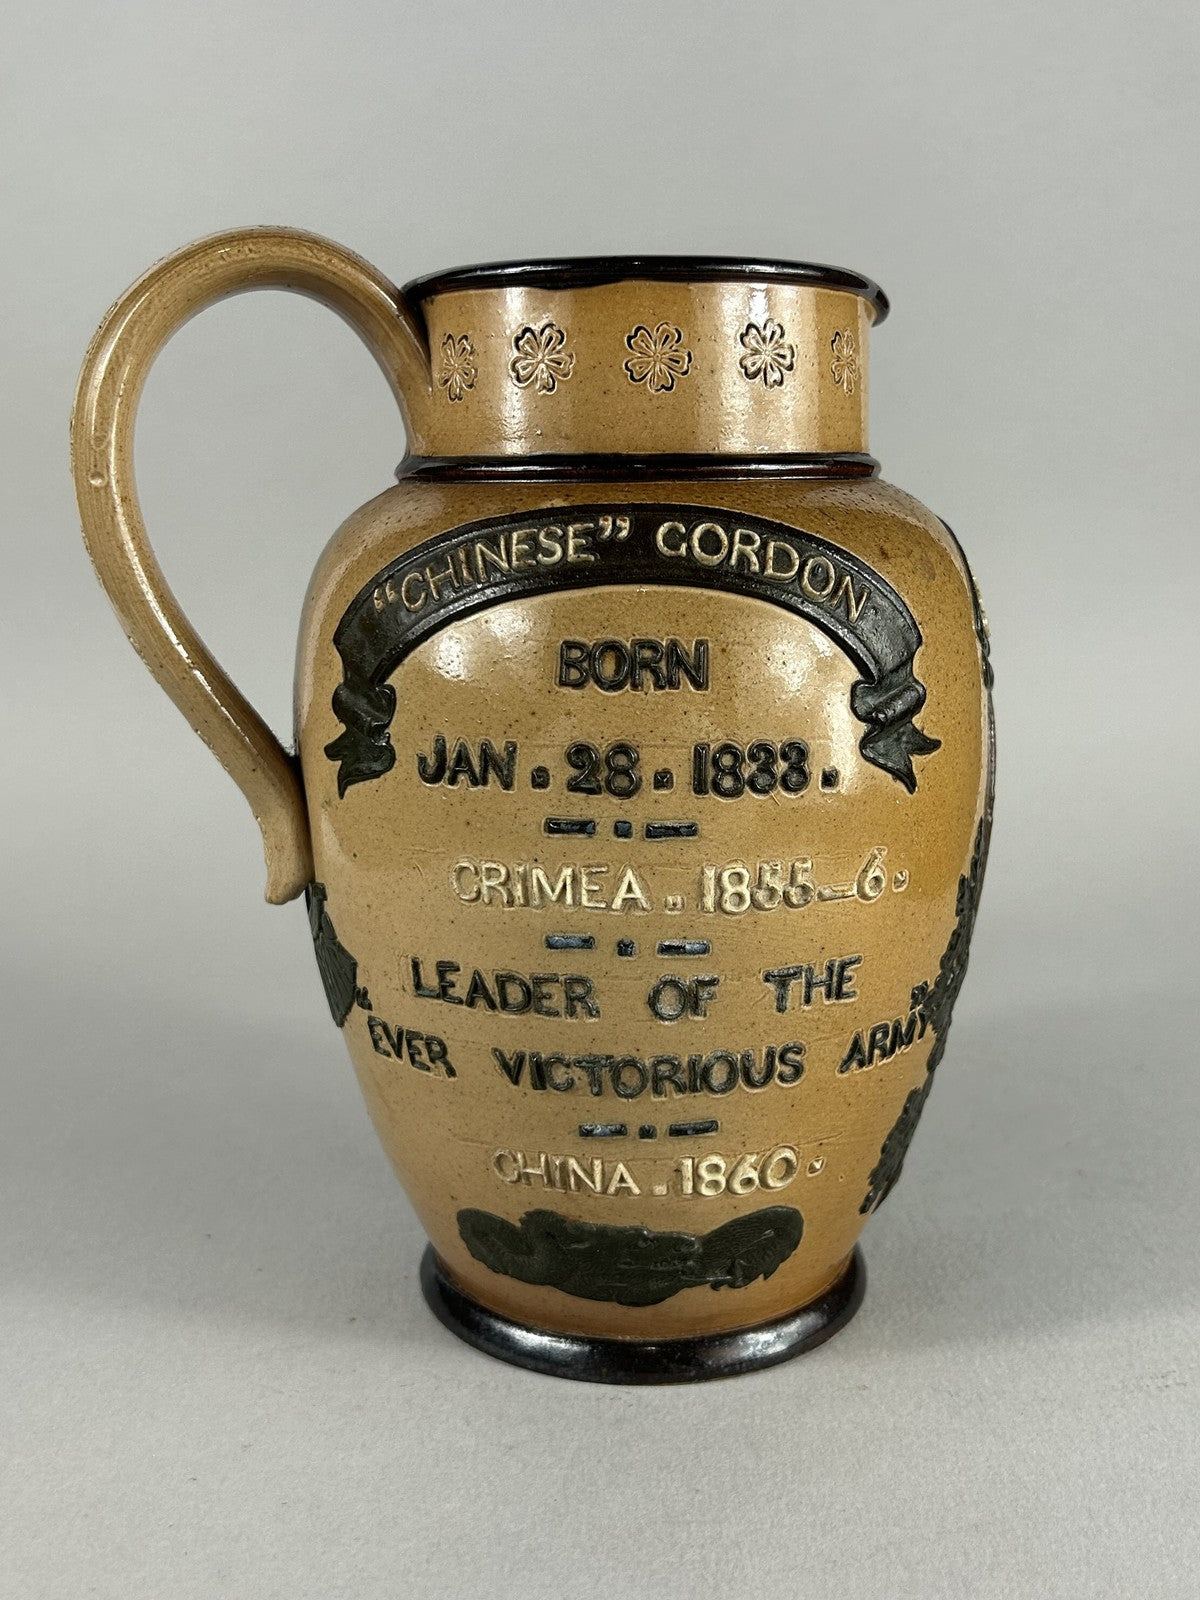 “CHINESE” GORDON
BORN
JAN. 28. 1833.
CRIMEA. 1855-6.
LEADER OF THE
“EVER VICTORIOUS ARMY”
CHINA. 1860.